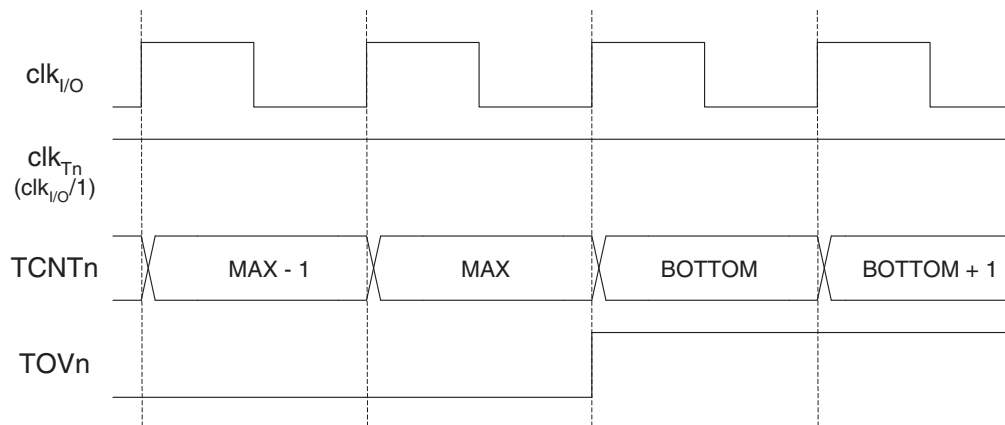 clk_I/O
clk_Tn
(clk_I/O/1)
TCNTn MAX - 1 MAX BOTTOM BOTTOM + 1
TOVn